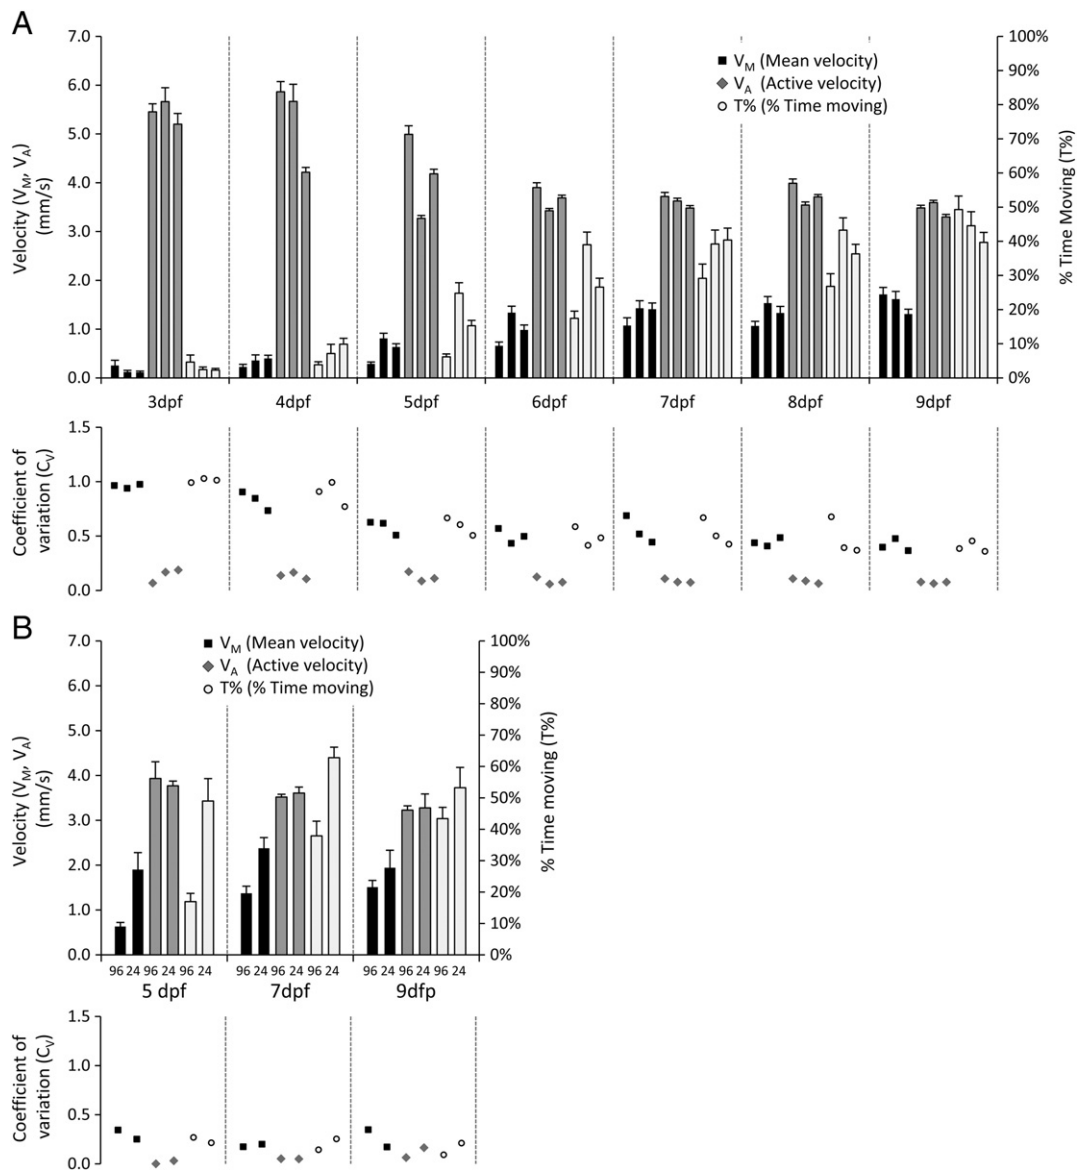 A
7.0
6.0
5.0
4.0
3.0
2.0
1.0
0.0
Velocity (VM, VA)
(mm/s)
VM (Mean velocity)
VA (Active velocity)
T% (% Time moving)
100%
90%
80%
70%
60%
50%
40%
30%
20%
10%
0%
% Time Moving (T%)
3dpf 4dpf 5dpf 6dpf 7dpf 8dpf 9dpf
1.5
1.0
0.5
0.0
Coefficient of
variation (CV)
B
7.0
6.0
5.0
4.0
3.0
2.0
1.0
0.0
Velocity (VM, VA)
(mm/s)
VM (Mean velocity)
VA (Active velocity)
T% (% Time moving)
100%
90%
80%
70%
60%
50%
40%
30%
20%
10%
0%
% Time moving (T%)
96 24 96 24 96 24 96 24 96 24 96 24 96 24 96 24 96 24
5 dpf 7dpf 9dfp
1.5
1.0
0.5
0.0
Coefficient of
variation (CV)